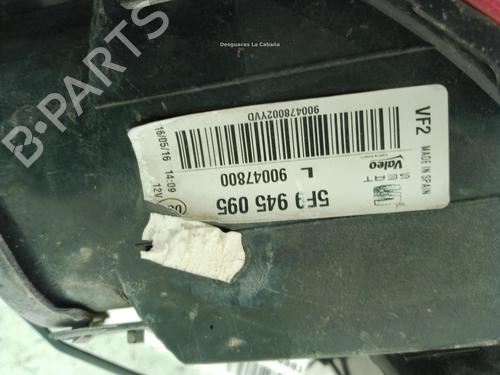 Desguaces La Cabaña
B-PARTS
VF2
MADE IN SPAIN
Valeo
SEAT
5F9 945 095
L 90047800
9004780002YVD
16/05/16 14:09
12V